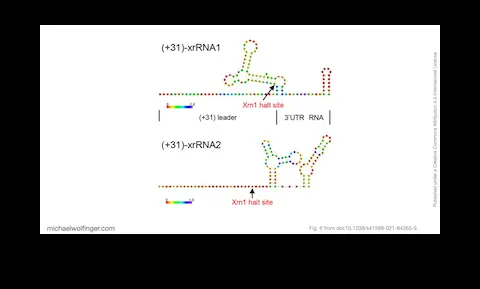 (+31)-xrRNA1
Xrn1 halt site
(+31) leader
3'UTR RNA
(+31)-xrRNA2
Xrn1 halt site
michaelwolfinger.com
Fig. 6 from doi:10.1038/s41598-021-84365-9
Published under a Creative Commons Attribution 4.0 International License